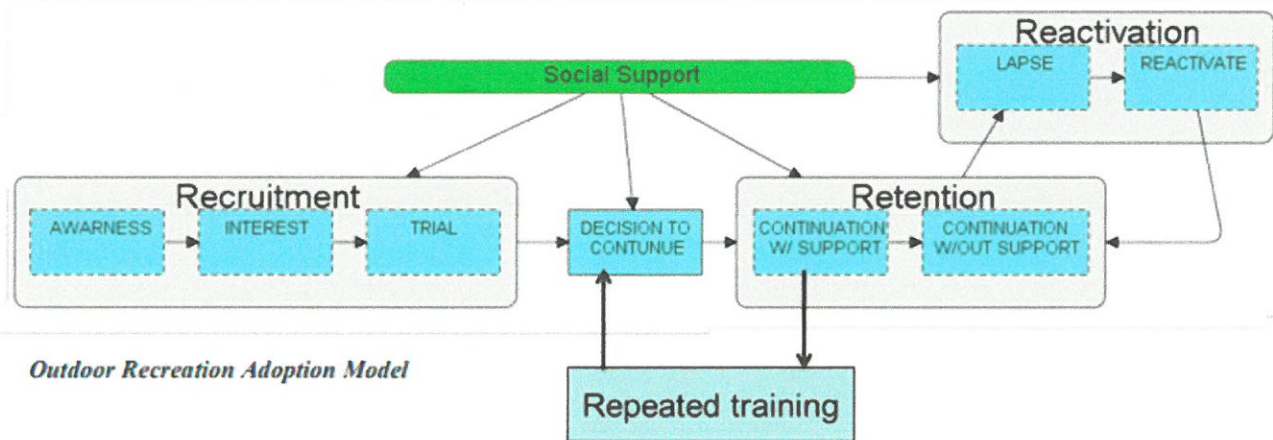 Reactivation
LAPSE
REACTIVATE
Social Support
Recruitment
AWARNESS
INTEREST
TRIAL
DECISION TO
CONTUNUE
Retention
CONTINUATION
W/ SUPPORT
CONTINUATION
W/OUT SUPPORT
Outdoor Recreation Adoption Model
Repeated training